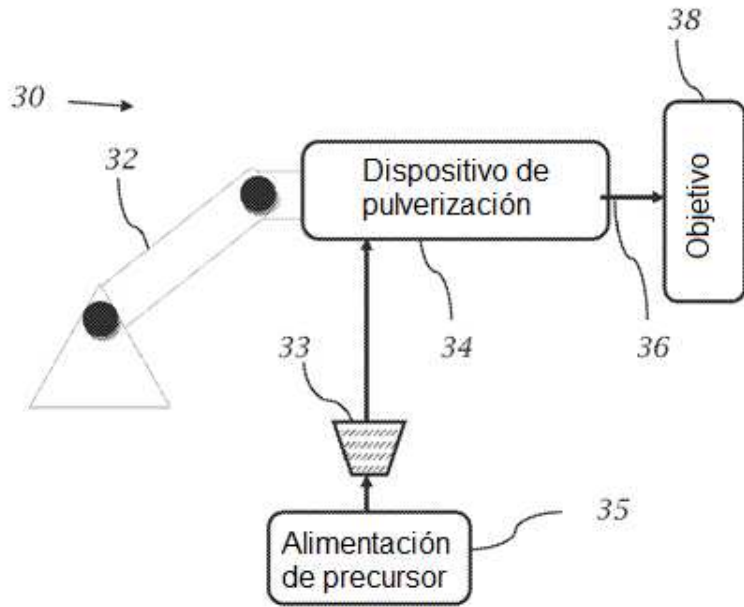 38
30
32
Dispositivo de
pulverización
Objetivo
33
34
36
35
Alimentación
de precursor